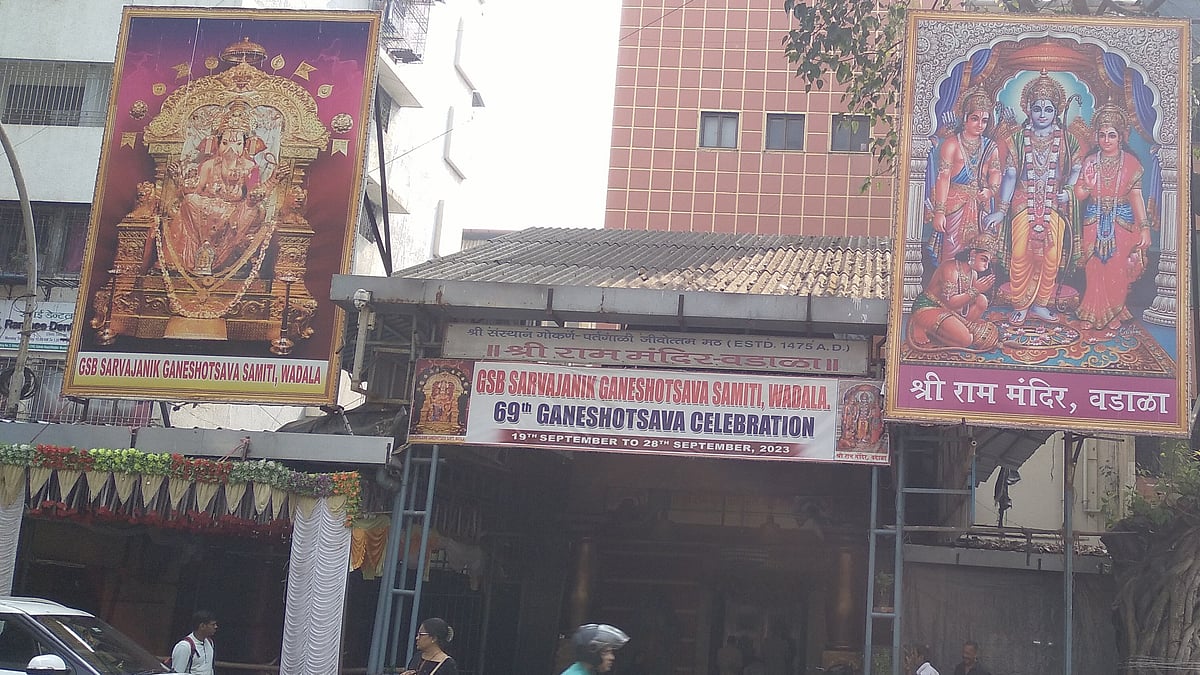 GSB SARVAJANIK GANESHOTSAVA SAMITI, WADALA
श्री संस्थान गोकर्ण - पर्तगाळी जीवोत्तम मठ (ESTD. 1475 A.D.)
॥ श्री राम मंदिर-वडाळा ॥
GSB SARVAJANIK GANESHOTSAVA SAMITI, WADALA.
69th GANESHOTSAVA CELEBRATION
19TH SEPTEMBER TO 28TH SEPTEMBER, 2023
श्री राम मंदिर, वडाळा
श्री राम मंदिर, वडाळा